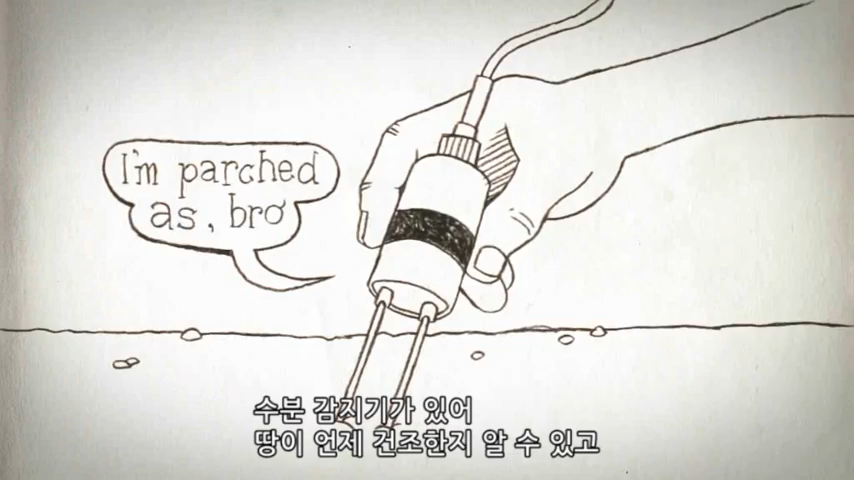 I'm parched
as, bro
수분 감지기가 있어
땅이 언제 건조한지 알 수 있고